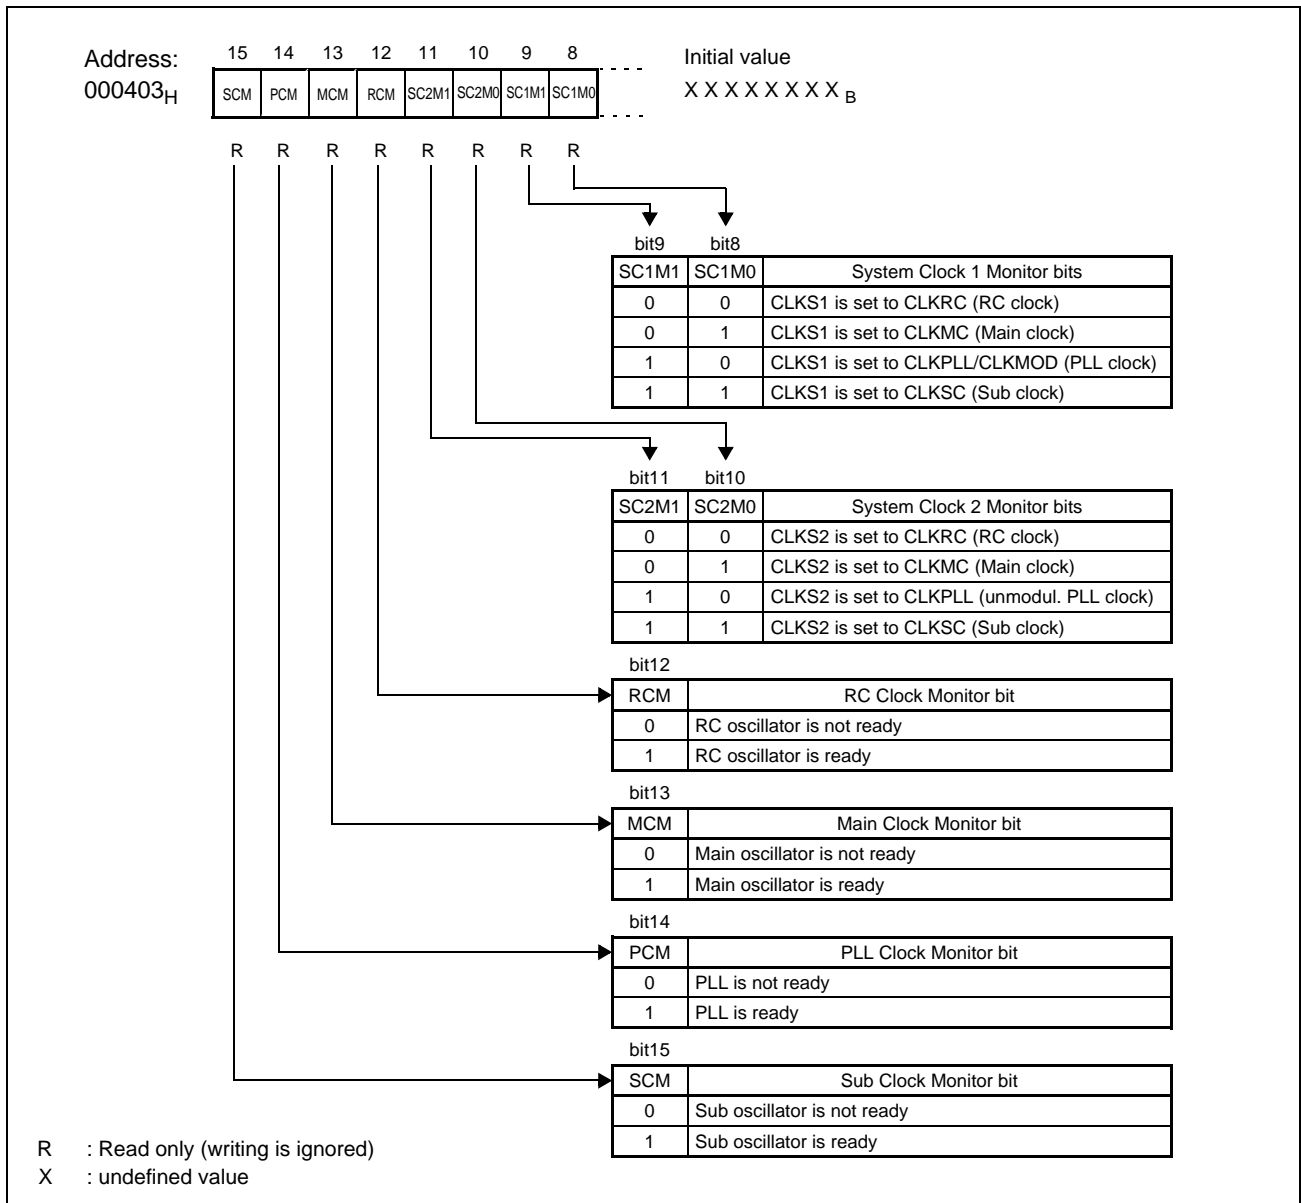 Address:
000403H
15 14 13 12 11 10 9 8
SCM PCM MCM RCM SC2M1 SC2M0 SC1M1 SC1M0
Initial value
X X X X X X X X B
R R R R R R R R
bit9 bit8
SC1M1 SC1M0 System Clock 1 Monitor bits
0 0 CLKS1 is set to CLKRC (RC clock)
0 1 CLKS1 is set to CLKMC (Main clock)
1 0 CLKS1 is set to CLKPLL/CLKMOD (PLL clock)
1 1 CLKS1 is set to CLKSC (Sub clock)
bit11 bit10
SC2M1 SC2M0 System Clock 2 Monitor bits
0 0 CLKS2 is set to CLKRC (RC clock)
0 1 CLKS2 is set to CLKMC (Main clock)
1 0 CLKS2 is set to CLKPLL (unmodul. PLL clock)
1 1 CLKS2 is set to CLKSC (Sub clock)
bit12
RCM RC Clock Monitor bit
0 RC oscillator is not ready
1 RC oscillator is ready
bit13
MCM Main Clock Monitor bit
0 Main oscillator is not ready
1 Main oscillator is ready
bit14
PCM PLL Clock Monitor bit
0 PLL is not ready
1 PLL is ready
bit15
SCM Sub Clock Monitor bit
0 Sub oscillator is not ready
1 Sub oscillator is ready
R : Read only (writing is ignored)
X : undefined value